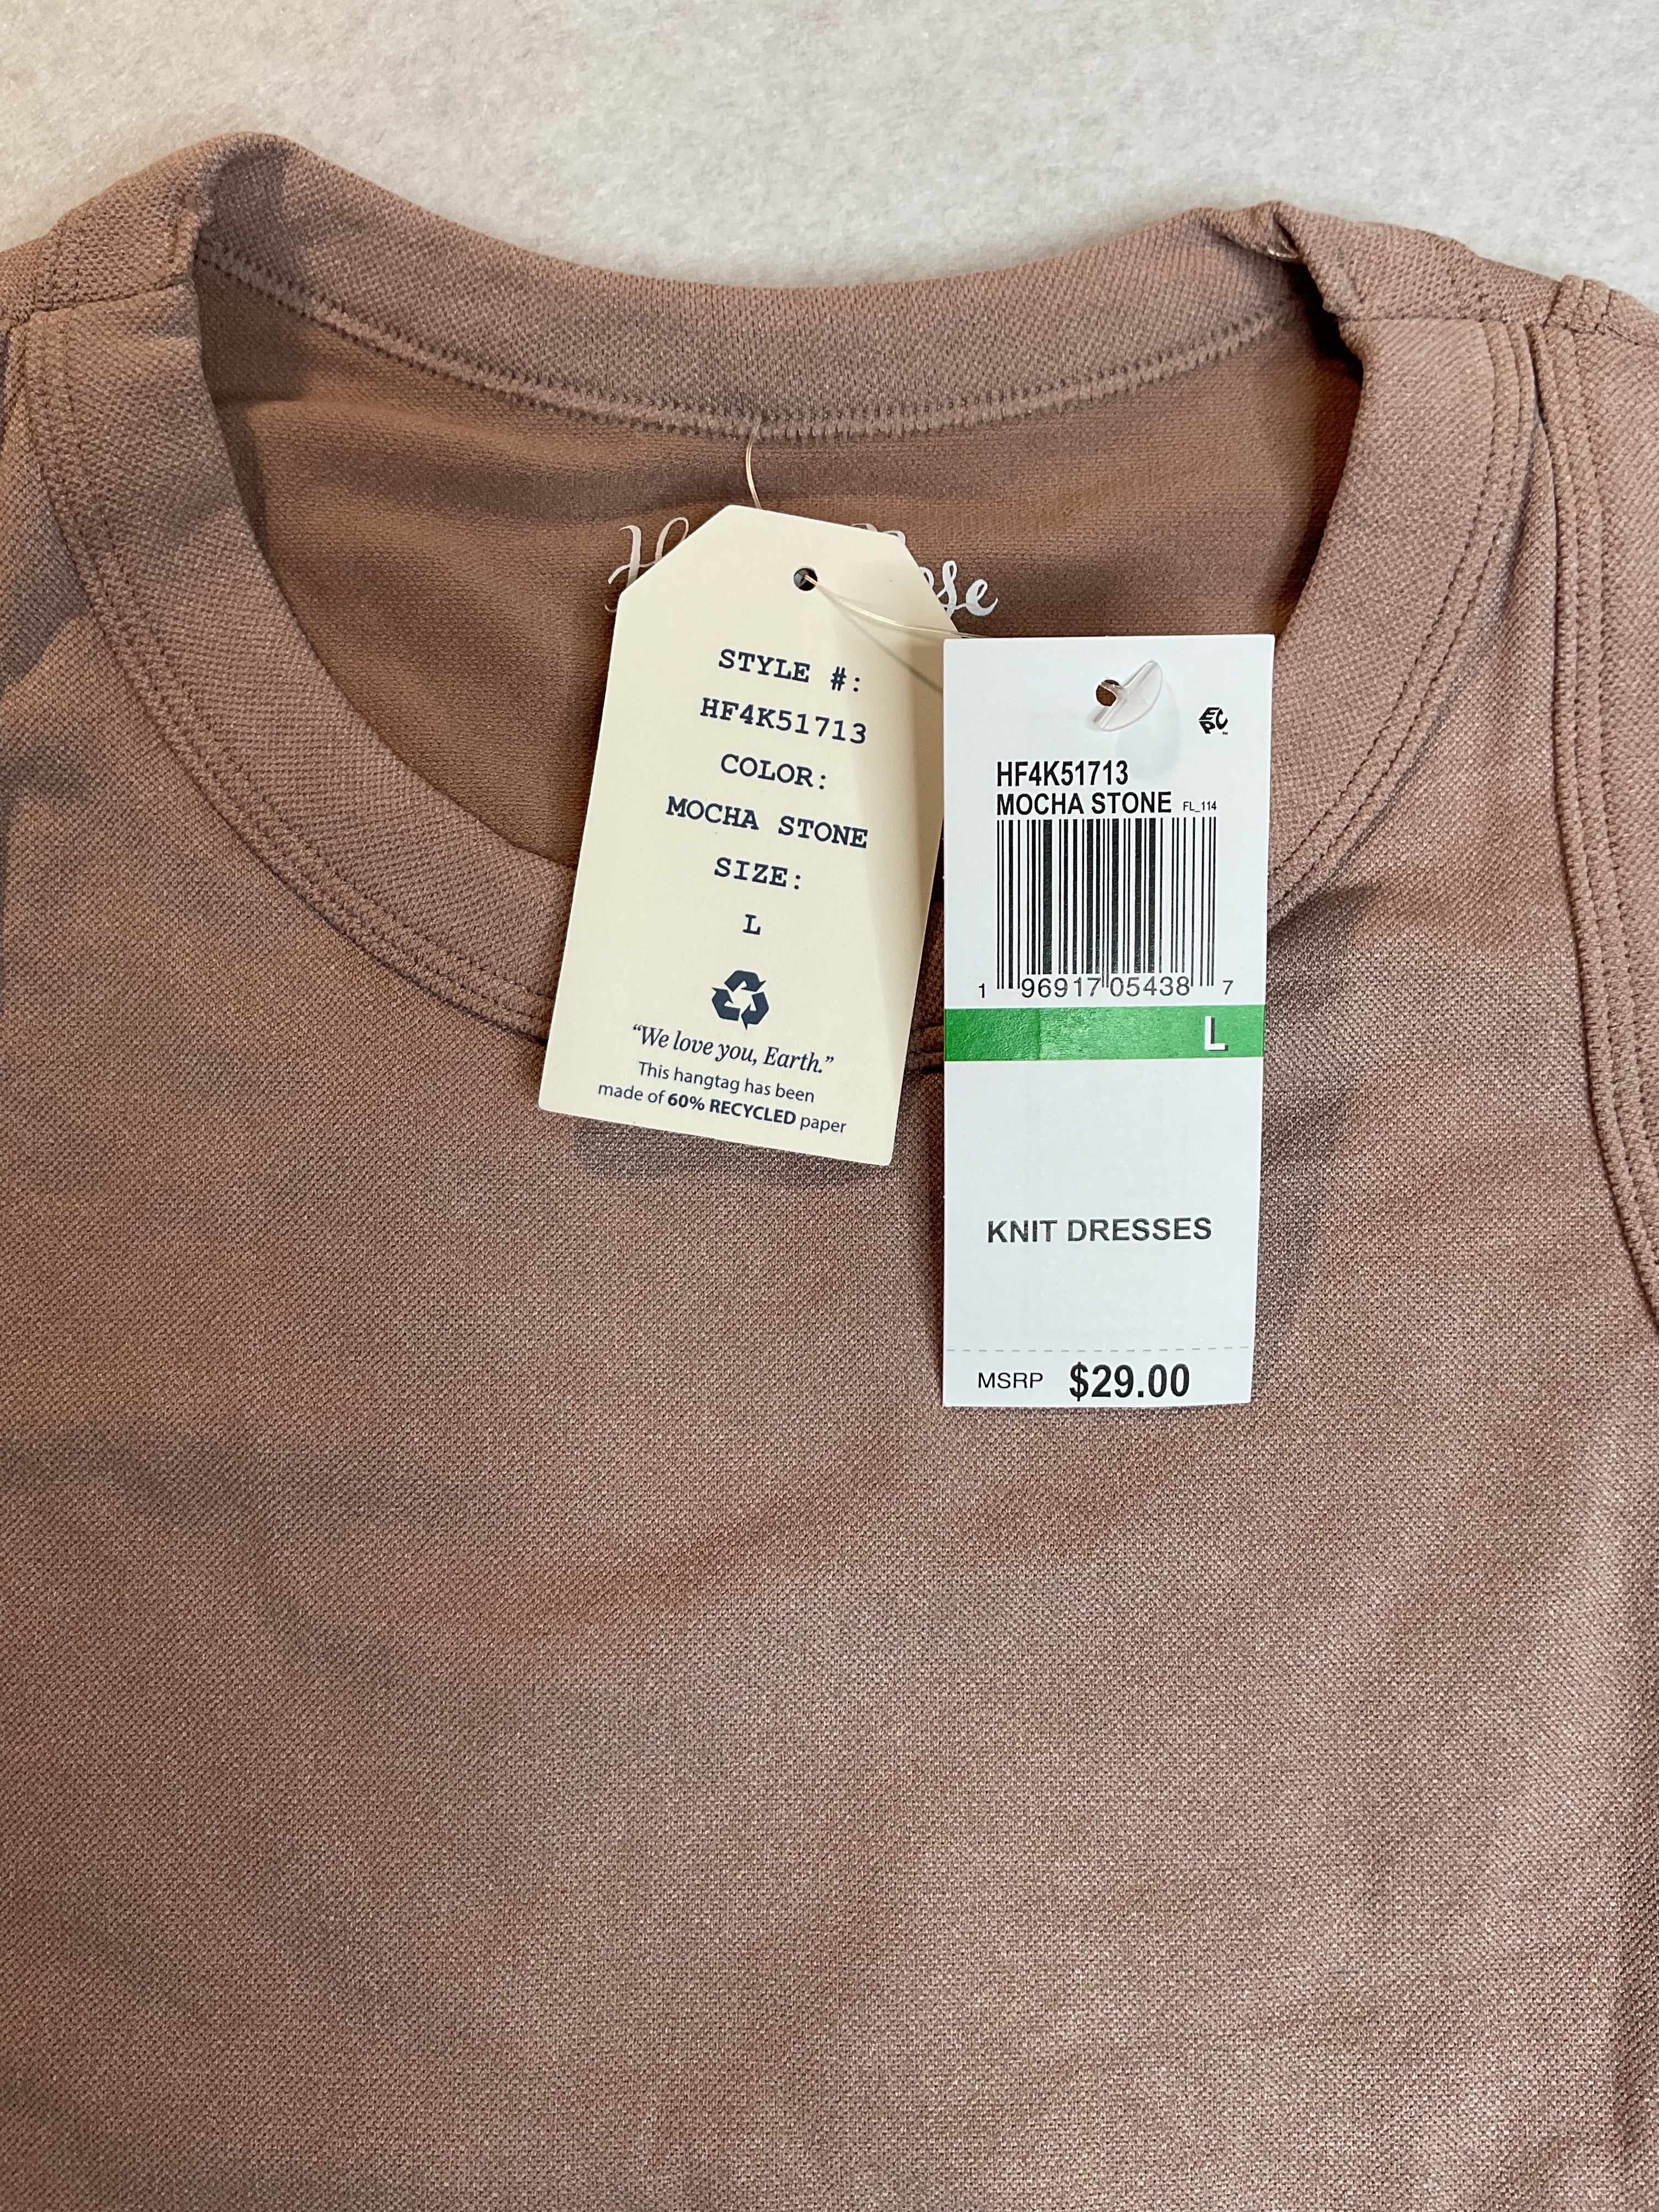 STYLE #:
HF4K51713
COLOR:
MOCHA STONE
SIZE:
L
“We love you, Earth.”
This hangtag has been
made of 60% RECYCLED paper
EPC
HF4K51713
MOCHA STONE FL_114
1 96917 05438 7
L
KNIT DRESSES
MSRP $29.00